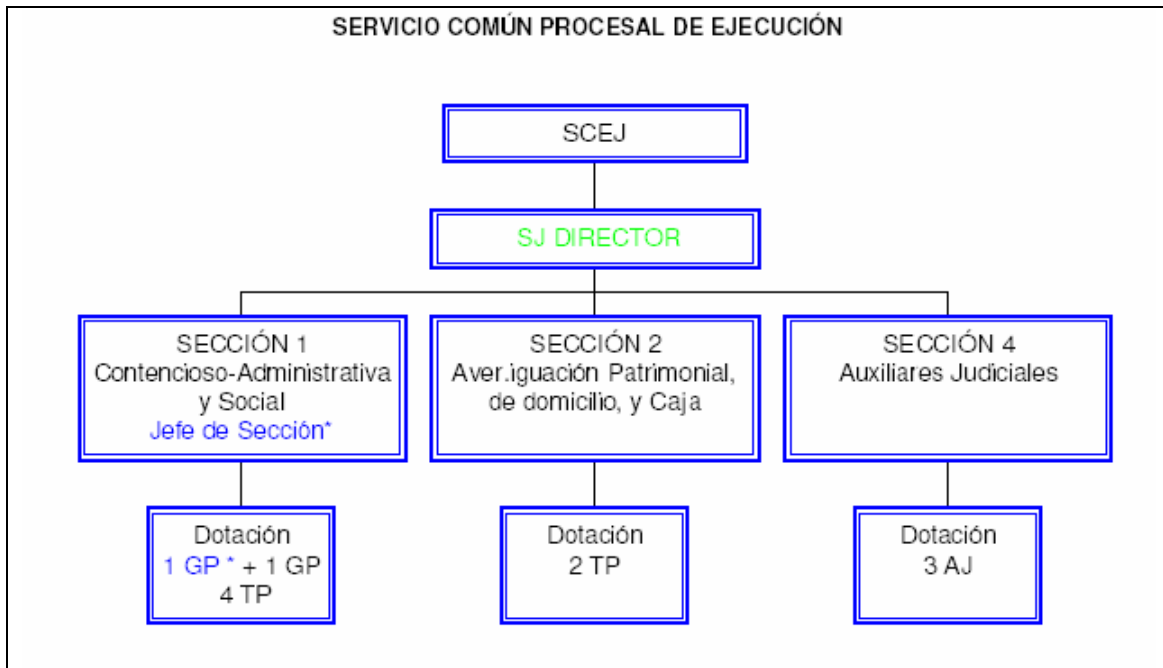 SERVICIO COMÚN PROCESAL DE EJECUCIÓN
SCEJ
SJ DIRECTOR
SECCIÓN 1
Contencioso-Administrativa
y Social
Jefe de Sección*
SECCIÓN 2
Aver.iguación Patrimonial,
de domicilio, y Caja
SECCIÓN 4
Auxiliares Judiciales
Dotación
1 GP * + 1 GP
4 TP
Dotación
2 TP
Dotación
3 AJ